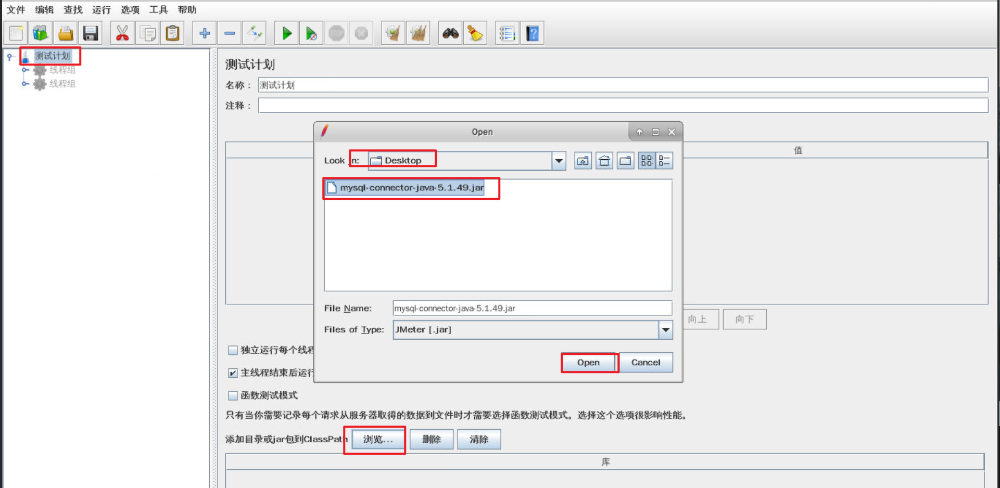 文件 编辑 查找 运行 选项 工具 帮助
STOP
测试计划
线程组
线程组
测试计划
名称：测试计划
注释：
值
Open
Look in: Desktop
mysql-connector-java-5.1.49.jar
File Name: mysql-connector-java-5.1.49.jar
Files of Type: JMeter [.jar]
Open Cancel
向上 向下
独立运行每个线程
主线程结束后运行
函数测试模式
只有当你需要记录每个请求从服务器取得的数据到文件时才需要选择函数测试模式。选择这个选项很影响性能。
添加目录或jar包到ClassPath 浏览... 删除 清除
库